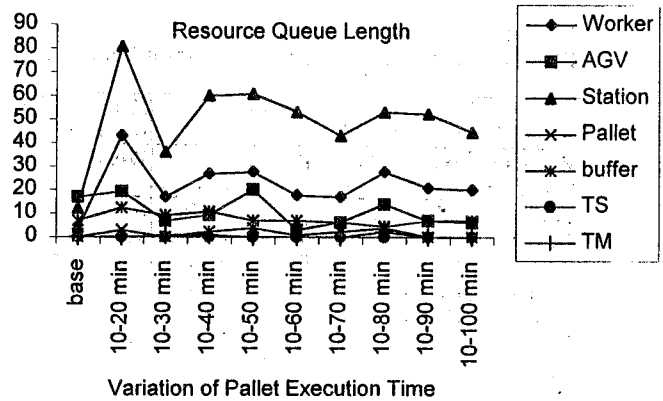 Resource Queue Length
90
80
70
60
50
40
30
20
10
0
base
10-20 min
10-30 min
10-40 min
10-50 min
10-60 min
10-70 min
10-80 min
10-90 min
10-100 min
Variation of Pallet Execution Time
Worker
AGV
Station
Pallet
buffer
TS
TM